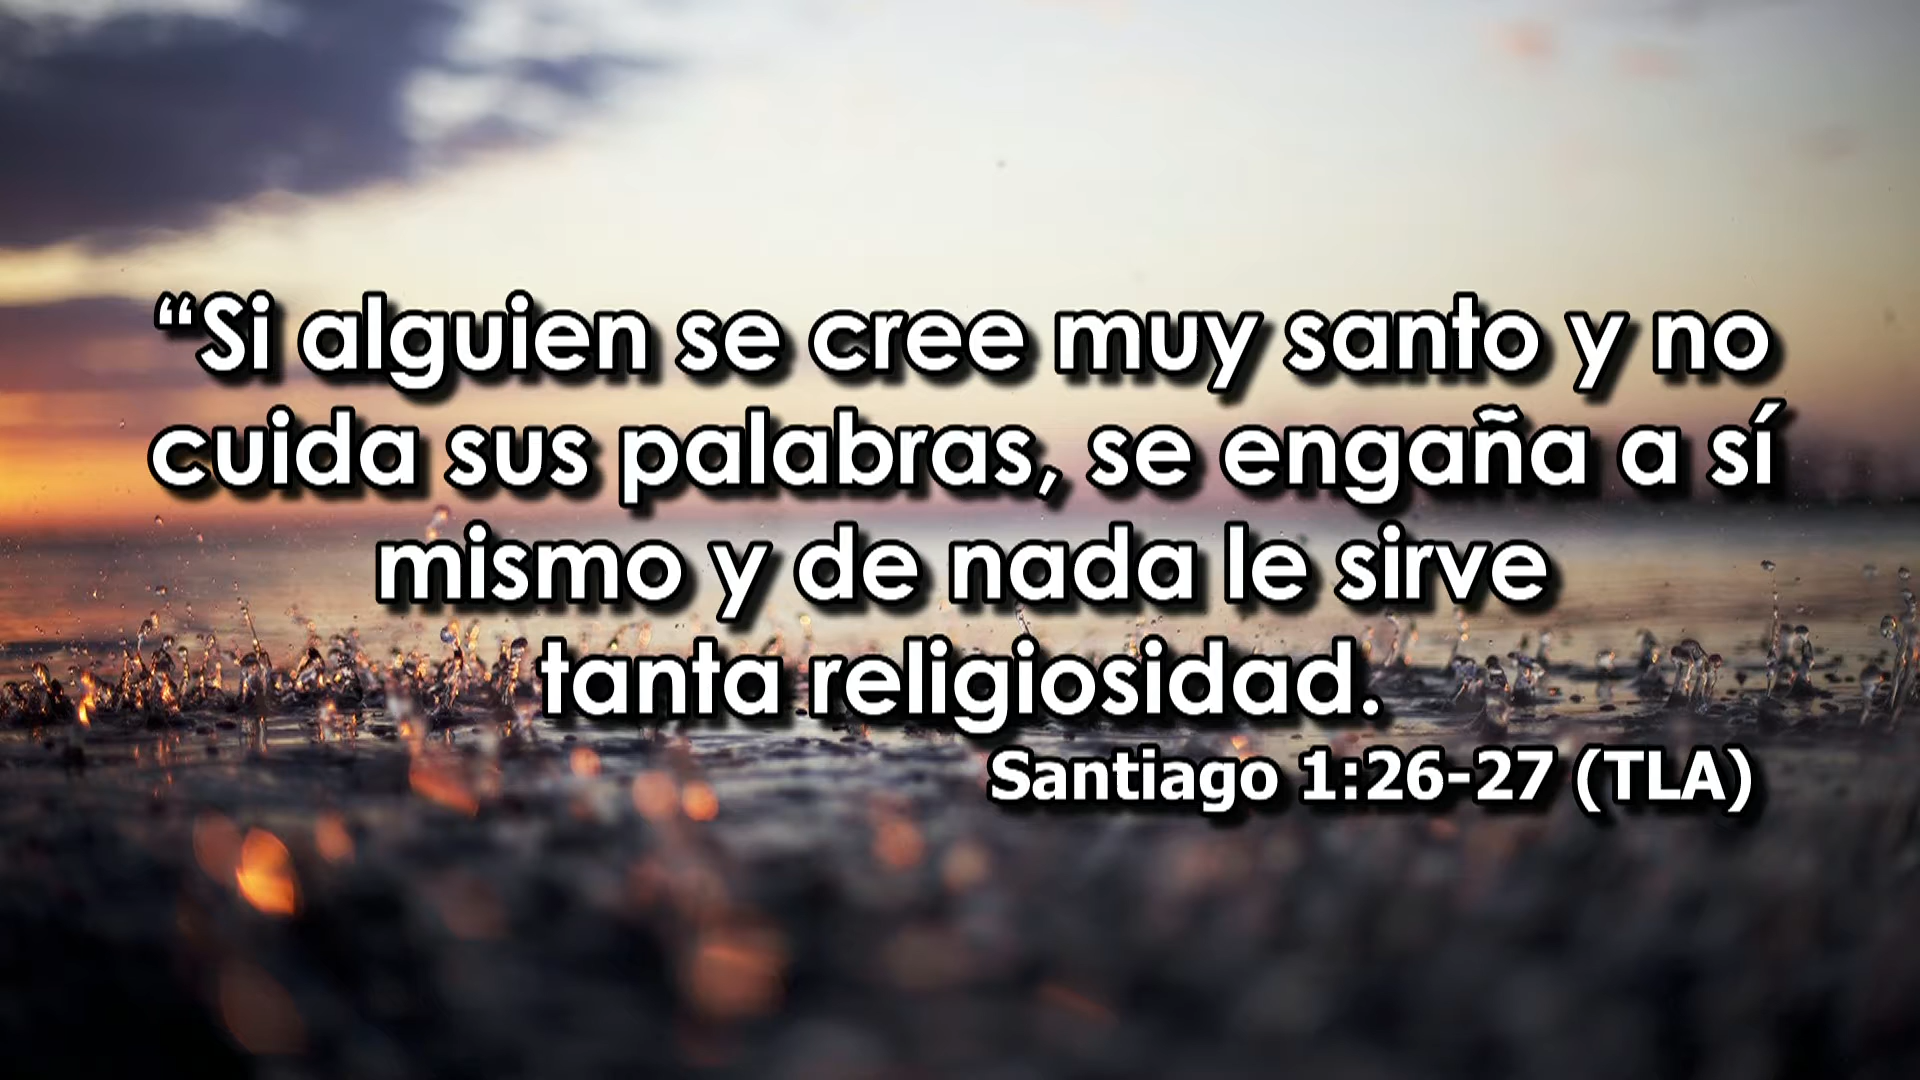 “Si alguien se cree muy santo y no
cuida sus palabras, se engaña a sí
mismo y de nada le sirve
tanta religiosidad.
Santiago 1:26-27 (TLA)